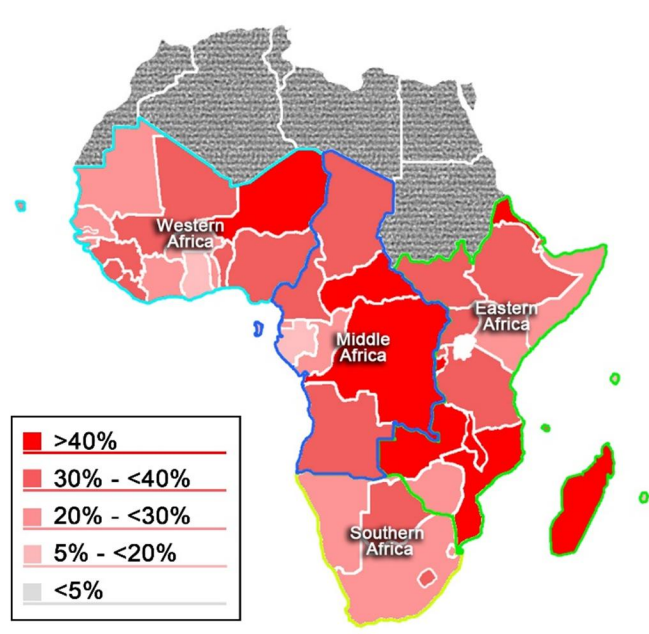 Western
Africa
Eastern
Africa
Middle
Africa
Southern
Africa
>40%
30% - <40%
20% - <30%
5% - <20%
<5%